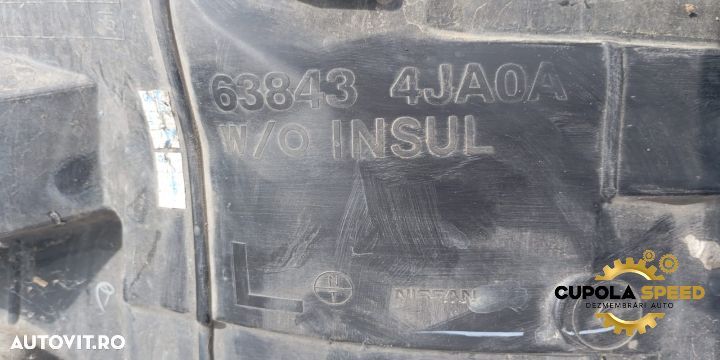 63843 4JA0A
W/O INSUL
L
NISSAN
CUPOLA SPEED
DEZMEMBRĂRI AUTO
AUTOVIT.RO